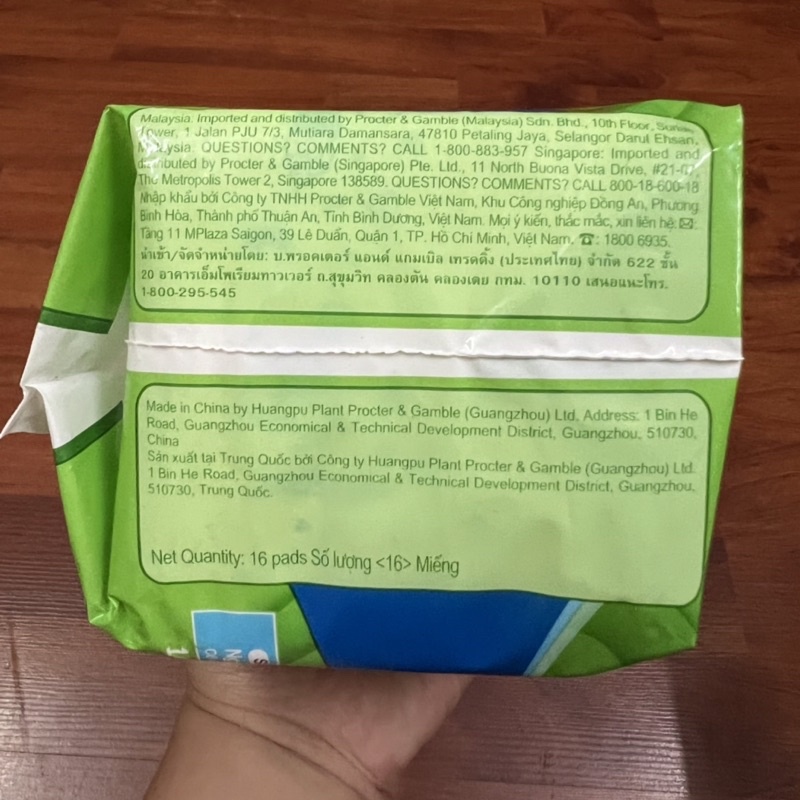 Malaysia: Imported and distributed by Procter & Gamble (Malaysia) Sdn. Bhd., 10th Floor, Surian
Tower, 1 Jalan PJU 7/3, Mutiara Damansara, 47810 Petaling Jaya, Selangor Darul Ehsan,
Malaysia. QUESTIONS? COMMENTS? CALL 1-800-883-957 Singapore: Imported and
distributed by Procter & Gamble (Singapore) Pte. Ltd., 11 North Buona Vista Drive, #21-07,
The Metropolis Tower 2, Singapore 138589. QUESTIONS? COMMENTS? CALL 800-18-600-18
Nhập khẩu bởi Công ty TNHH Procter & Gamble Việt Nam, Khu Công nghiệp Đồng An, Phường
Bình Hòa, Thành phố Thuận An, Tỉnh Bình Dương, Việt Nam. Mọi ý kiến, thắc mắc, xin liên hệ: ✉:
Tầng 11 MPlaza Saigon, 39 Lê Duẩn, Quận 1, TP. Hồ Chí Minh, Việt Nam. ☎: 1800 6935.
นำเข้า/จัดจำหน่ายโดย: บ.พรอคเตอร์ แอนด์ แกมเบิล เทรดดิ้ง (ประเทศไทย) จำกัด 622 ชั้น
20 อาคารเอ็มโพเรียมทาวเวอร์ ถ.สุขุมวิท คลองตัน คลองเตย กทม. 10110 เสนอแนะโทร.
1-800-295-545
Made in China by Huangpu Plant Procter & Gamble (Guangzhou) Ltd. Address: 1 Bin He
Road, Guangzhou Economical & Technical Development District, Guangzhou, 510730,
China
Sản xuất tại Trung Quốc bởi Công ty Huangpu Plant Procter & Gamble (Guangzhou) Ltd.
1 Bin He Road, Guangzhou Economical & Technical Development District, Guangzhou,
510730, Trung Quốc.
Net Quantity: 16 pads Số lượng <16> Miếng